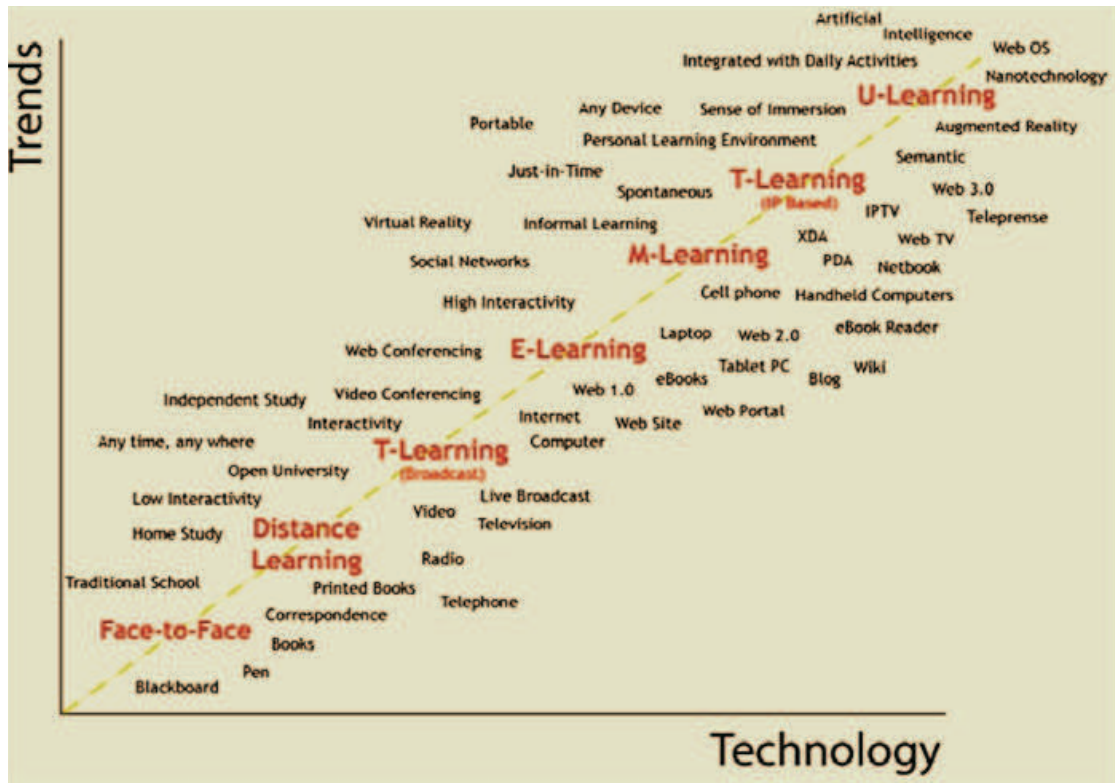 Artificial
Intelligence
Web OS
Integrated with Daily Activities
Nanotechnology
U-Learning
Any Device
Sense of Immersion
Portable
Augmented Reality
Personal Learning Environment
Semantic
Just-in-Time
T-Learning
(IP Based)
Spontaneous
Web 3.0
IPTV
Teleprense
Virtual Reality
Informal Learning
XDA
Web TV
M-Learning
Social Networks
PDA
Netbook
Cell phone
Handheld Computers
High Interactivity
eBook Reader
Laptop
Web 2.0
E-Learning
Web Conferencing
Tablet PC
Wiki
eBooks
Blog
Web 1.0
Video Conferencing
Independent Study
Web Portal
Internet
Web Site
Interactivity
Computer
Any time, any where
T-Learning
(Broadcast)
Open University
Low Interactivity
Live Broadcast
Video
Television
Home Study
Distance
Learning
Radio
Traditional School
Printed Books
Telephone
Correspondence
Face-to-Face
Books
Pen
Blackboard
Trends
Technology